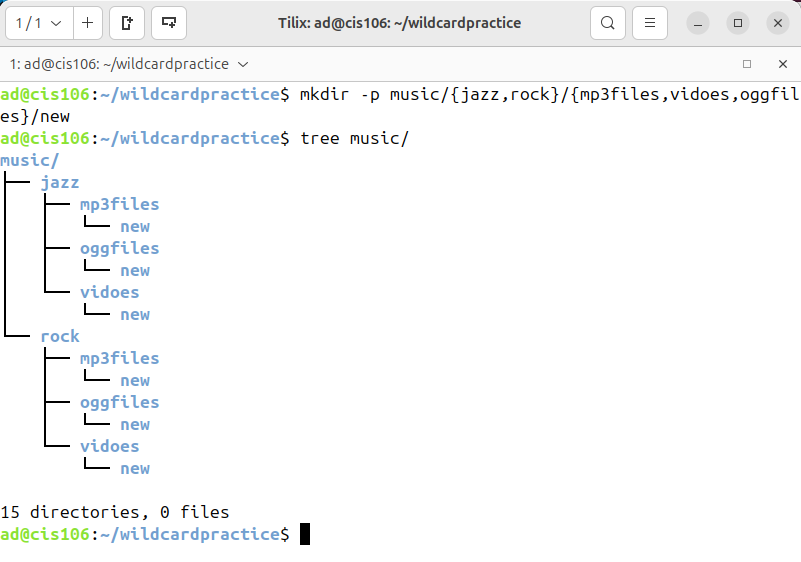 1 / 1
Tilix: ad@cis106: ~/wildcardpractice
1: ad@cis106: ~/wildcardpractice
ad@cis106:~/wildcardpractice$ mkdir -p music/{jazz,rock}/{mp3files,vidoes,oggfil
es}/new
ad@cis106:~/wildcardpractice$ tree music/
music/
├── jazz
│   ├── mp3files
│   │   └── new
│   ├── oggfiles
│   │   └── new
│   └── vidoes
│       └── new
└── rock
    ├── mp3files
    │   └── new
    ├── oggfiles
    │   └── new
    └── vidoes
        └── new
15 directories, 0 files
ad@cis106:~/wildcardpractice$